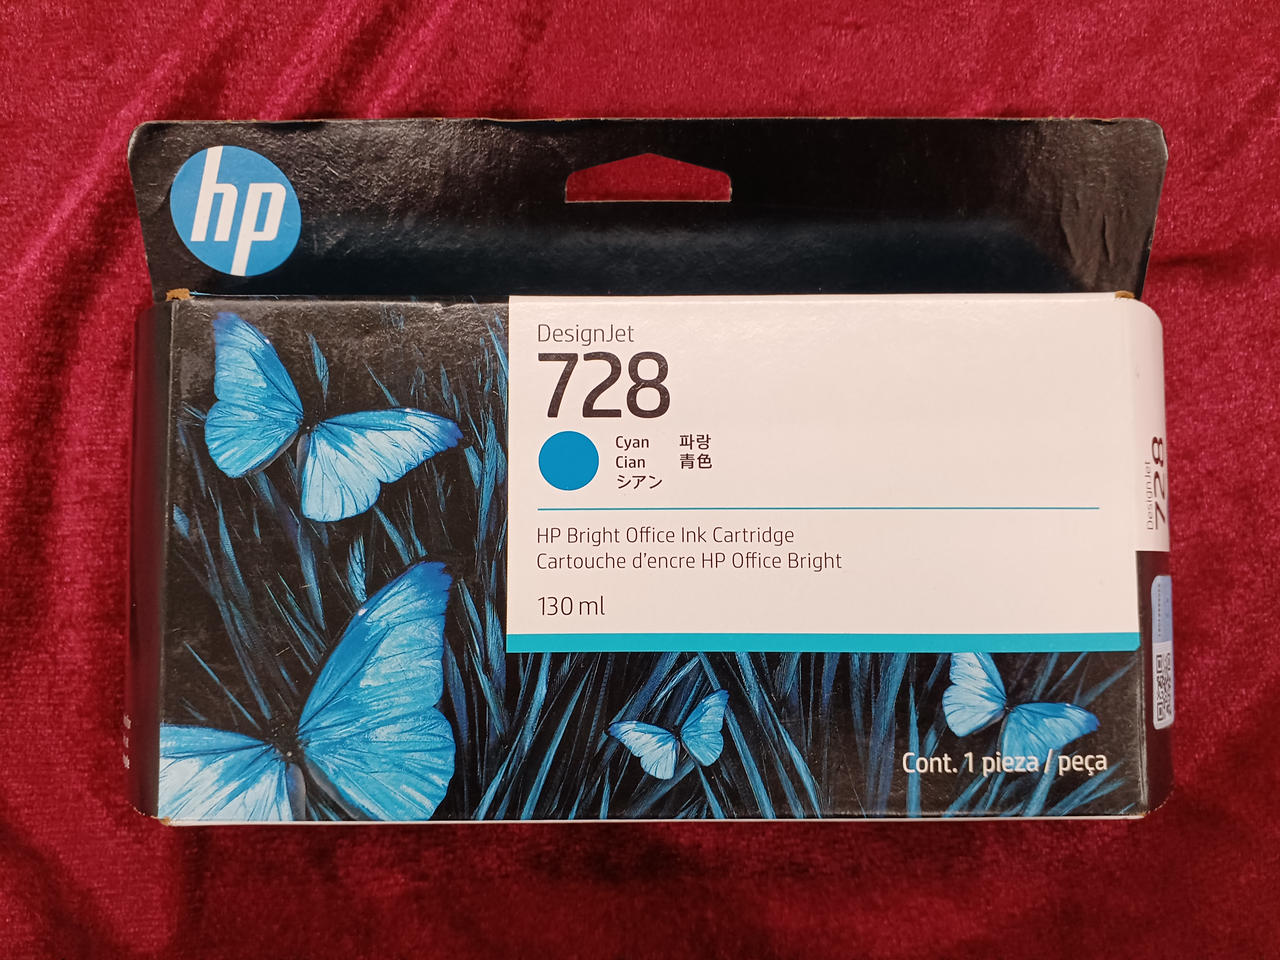 hp
DesignJet
728
Cyan 파랑
Cian 青色
シアン
HP Bright Office Ink Cartridge
Cartouche d'encre HP Office Bright
130 ml
Cont. 1 pieza / peça
DesignJet
728